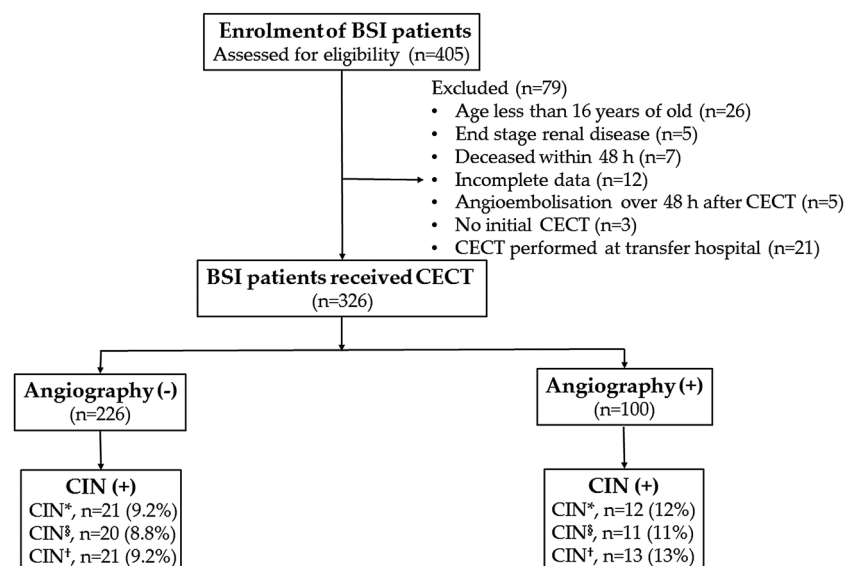 Enrolment of BSI patients
Assessed for eligibility (n=405)
Excluded (n=79)
• Age less than 16 years of old (n=26)
• End stage renal disease (n=5)
• Deceased within 48 h (n=7)
• Incomplete data (n=12)
• Angioembolisation over 48 h after CECT (n=5)
• No initial CECT (n=3)
• CECT performed at transfer hospital (n=21)
BSI patients received CECT
(n=326)
Angiography (-)
(n=226)
Angiography (+)
(n=100)
CIN (+)
CIN*, n=21 (9.2%)
CIN§, n=20 (8.8%)
CIN†, n=21 (9.2%)
CIN (+)
CIN*, n=12 (12%)
CIN§, n=11 (11%)
CIN†, n=13 (13%)